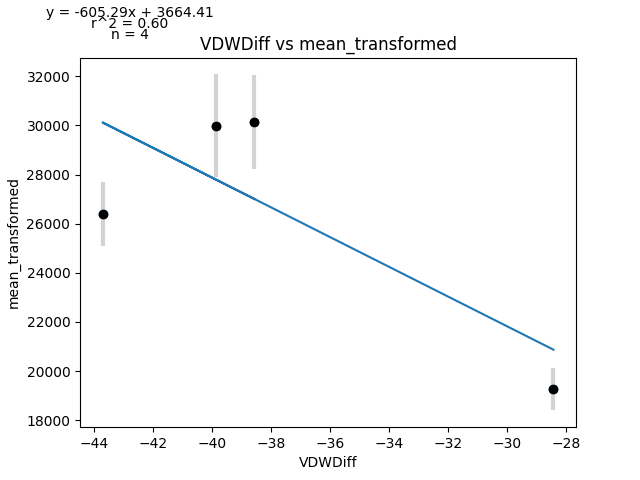 y = -605.29x + 3664.41
r^2 = 0.60
n = 4
VDWDiff vs mean_transformed
mean_transformed
32000
30000
28000
26000
24000
22000
20000
18000
−44 −42 −40 −38 −36 −34 −32 −30 −28
VDWDiff